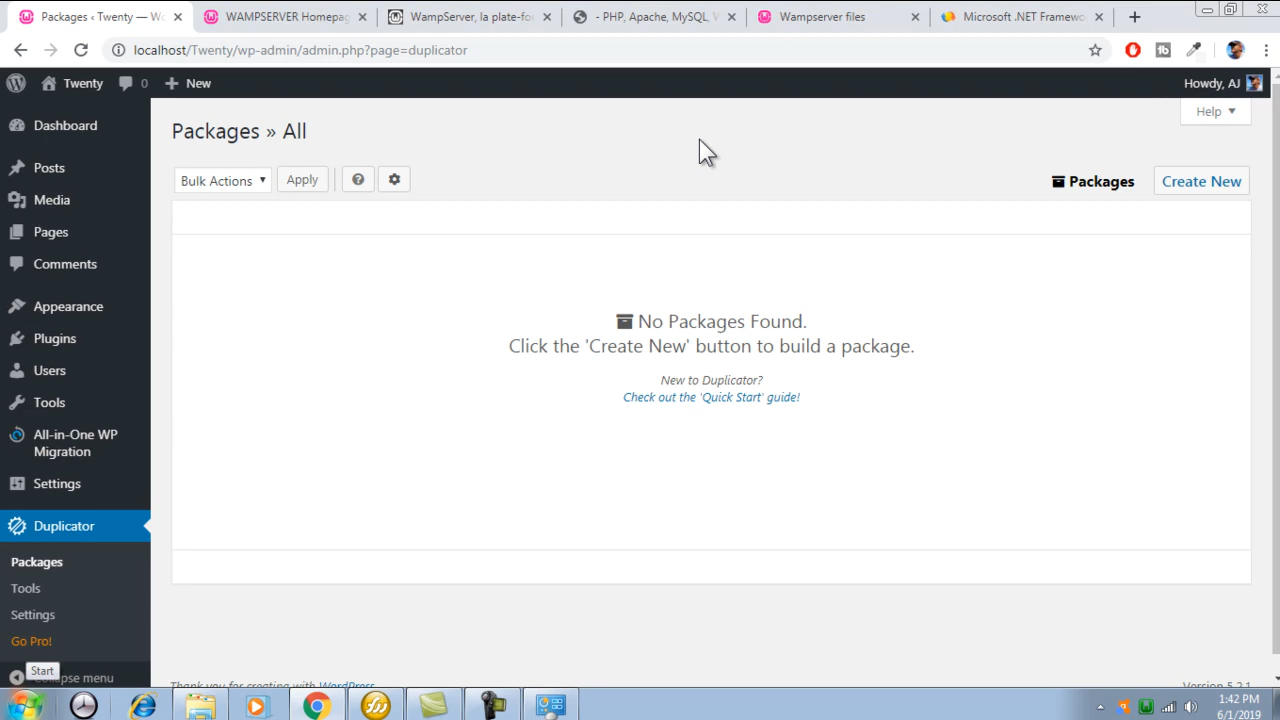 Packages ‹ Twenty — Wo
WAMPSERVER Homepag
WampServer, la plate-fo
- PHP, Apache, MySQL, W
Wampserver files
Microsoft .NET Framewo
localhost/Twenty/wp-admin/admin.php?page=duplicator
Twenty
0
New
Howdy, AJ
Help
Dashboard
Posts
Media
Pages
Comments
Appearance
Plugins
Users
Tools
All-in-One WP
Migration
Settings
Duplicator
Packages
Tools
Settings
Go Pro!
Start
Collapse menu
Packages » All
Bulk Actions
Apply
Packages
Create New
No Packages Found.
Click the 'Create New' button to build a package.
New to Duplicator?
Check out the 'Quick Start' guide!
Thank you for creating with WordPress
Version 5.2.1
1:42 PM
6/1/2019